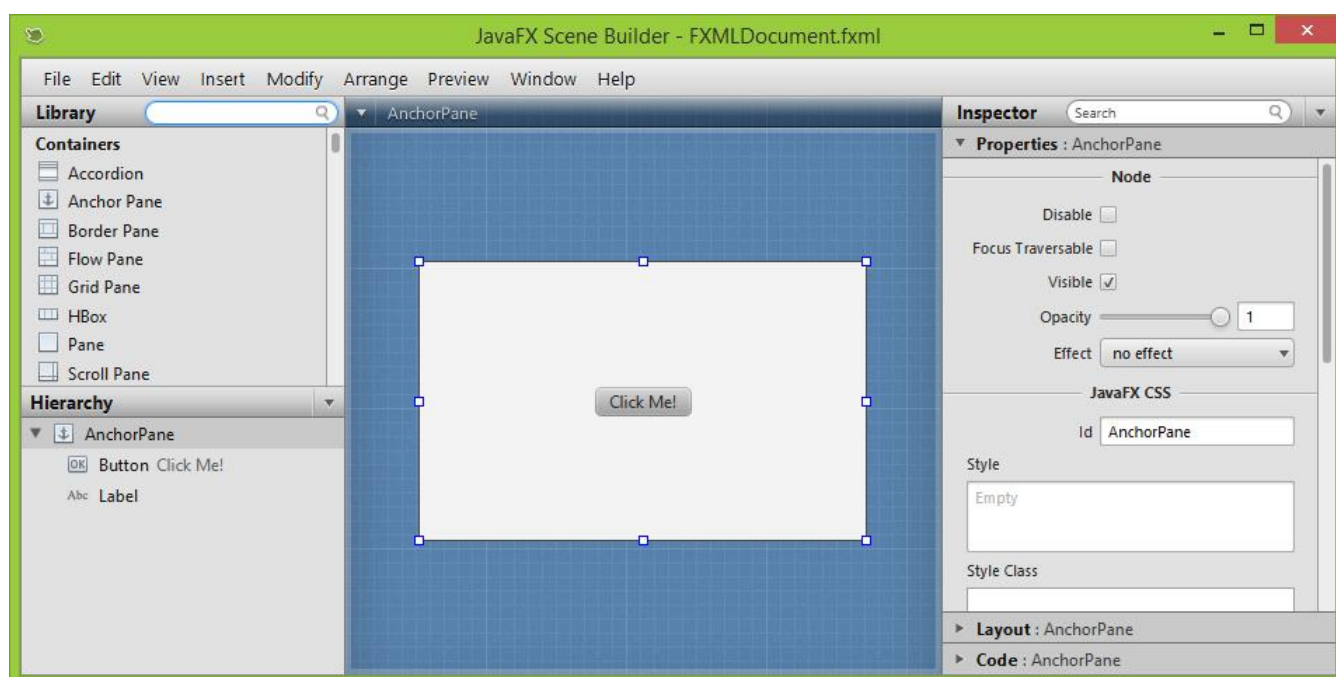 JavaFX Scene Builder - FXMLDocument.fxml
File Edit View Insert Modify Arrange Preview Window Help
Library
Containers
Accordion
Anchor Pane
Border Pane
Flow Pane
Grid Pane
HBox
Pane
Scroll Pane
Hierarchy
AnchorPane
OK Button Click Me!
Abc Label
AnchorPane
Click Me!
Inspector Search
Properties : AnchorPane
Node
Disable
Focus Traversable
Visible
Opacity 1
Effect no effect
JavaFX CSS
Id AnchorPane
Style
Empty
Style Class
Layout : AnchorPane
Code : AnchorPane